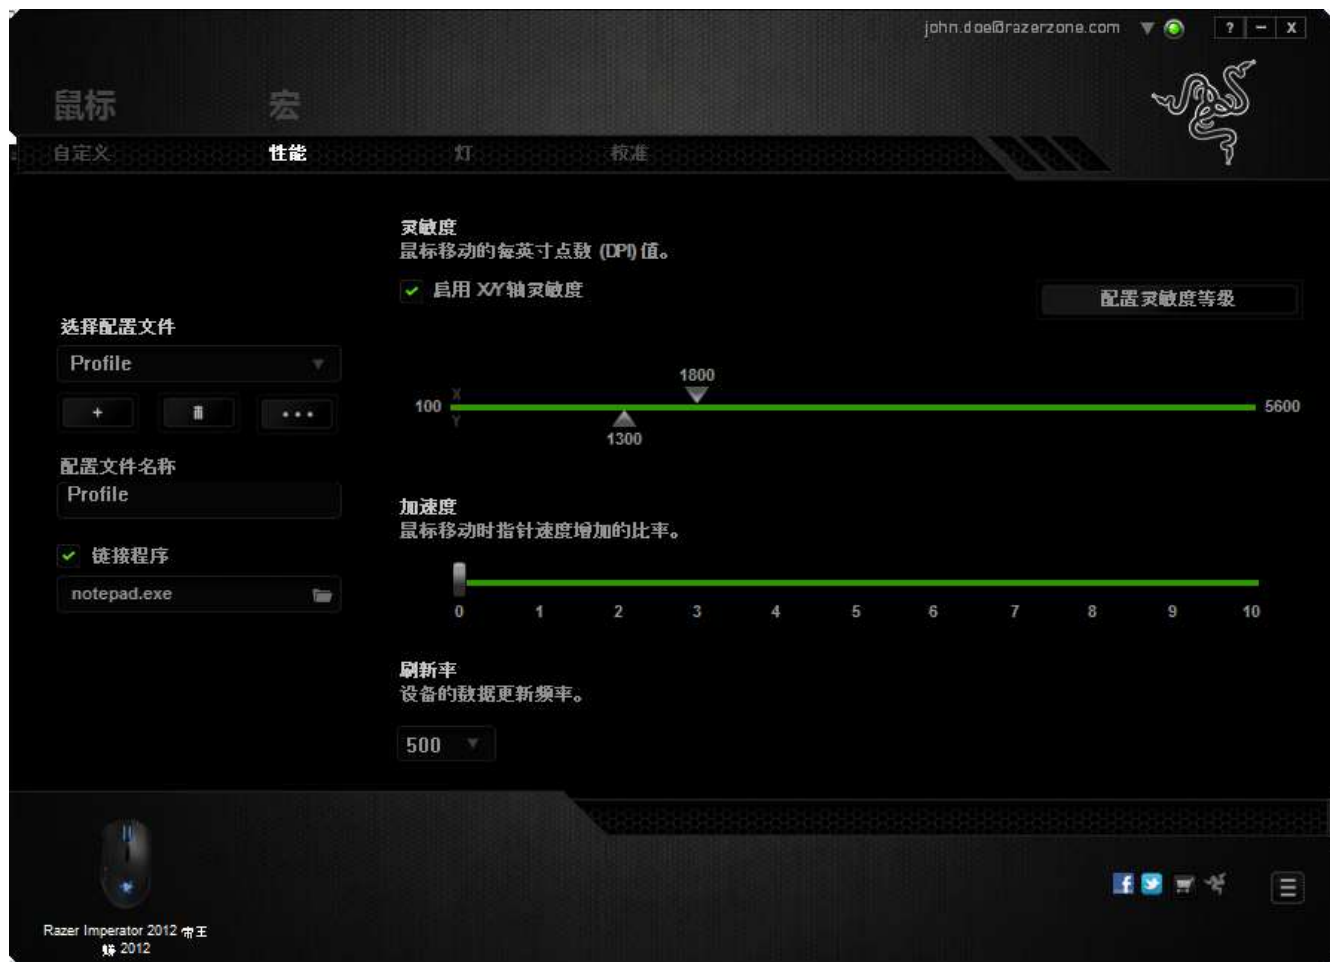 john.doe@razerzone.com
? – X
鼠标 宏
自定义 性能 灯 校准
灵敏度
鼠标移动的每英寸点数 (DPI) 值。
启用 X/Y 轴灵敏度
配置灵敏度等级
选择配置文件
Profile
+
配置文件名称
Profile
链接程序
notepad.exe
1800
100 X 5600
Y
1300
加速度
鼠标移动时指针速度增加的比率。
0 1 2 3 4 5 6 7 8 9 10
刷新率
设备的数据更新频率。
500
Razer Imperator 2012 帝王
蟒 2012